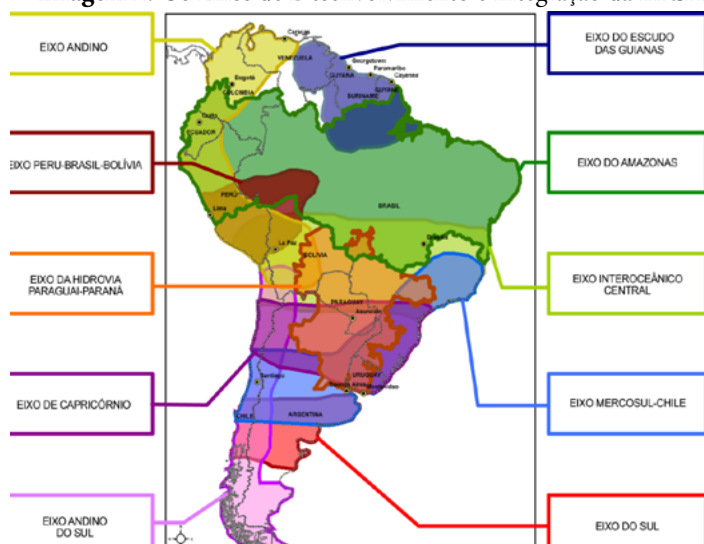 EIXO ANDINO
EIXO DO ESCUDO
DAS GUIANAS
EIXO PERU-BRASIL-BOLÍVIA
EIXO DO AMAZONAS
EIXO DA HIDROVIA
PARAGUAI-PARANÁ
EIXO INTEROCEÂNICO
CENTRAL
EIXO DE CAPRICÓRNIO
EIXO MERCOSUL-CHILE
EIXO ANDINO
DO SUL
EIXO DO SUL
Caracas
VENEZUELA
Georgetown
Paramaribo
GUYANA
Cayenne
SURINAME
Bogotá
COLOMBIA
Quito
ECUADOR
PERÚ
Lima
BRASIL
La Paz
BOLIVIA
PARAGUAY
Asunción
Santiago
URUGUAY
Buenos Aires
Montevideo
CHILE
ARGENTINA